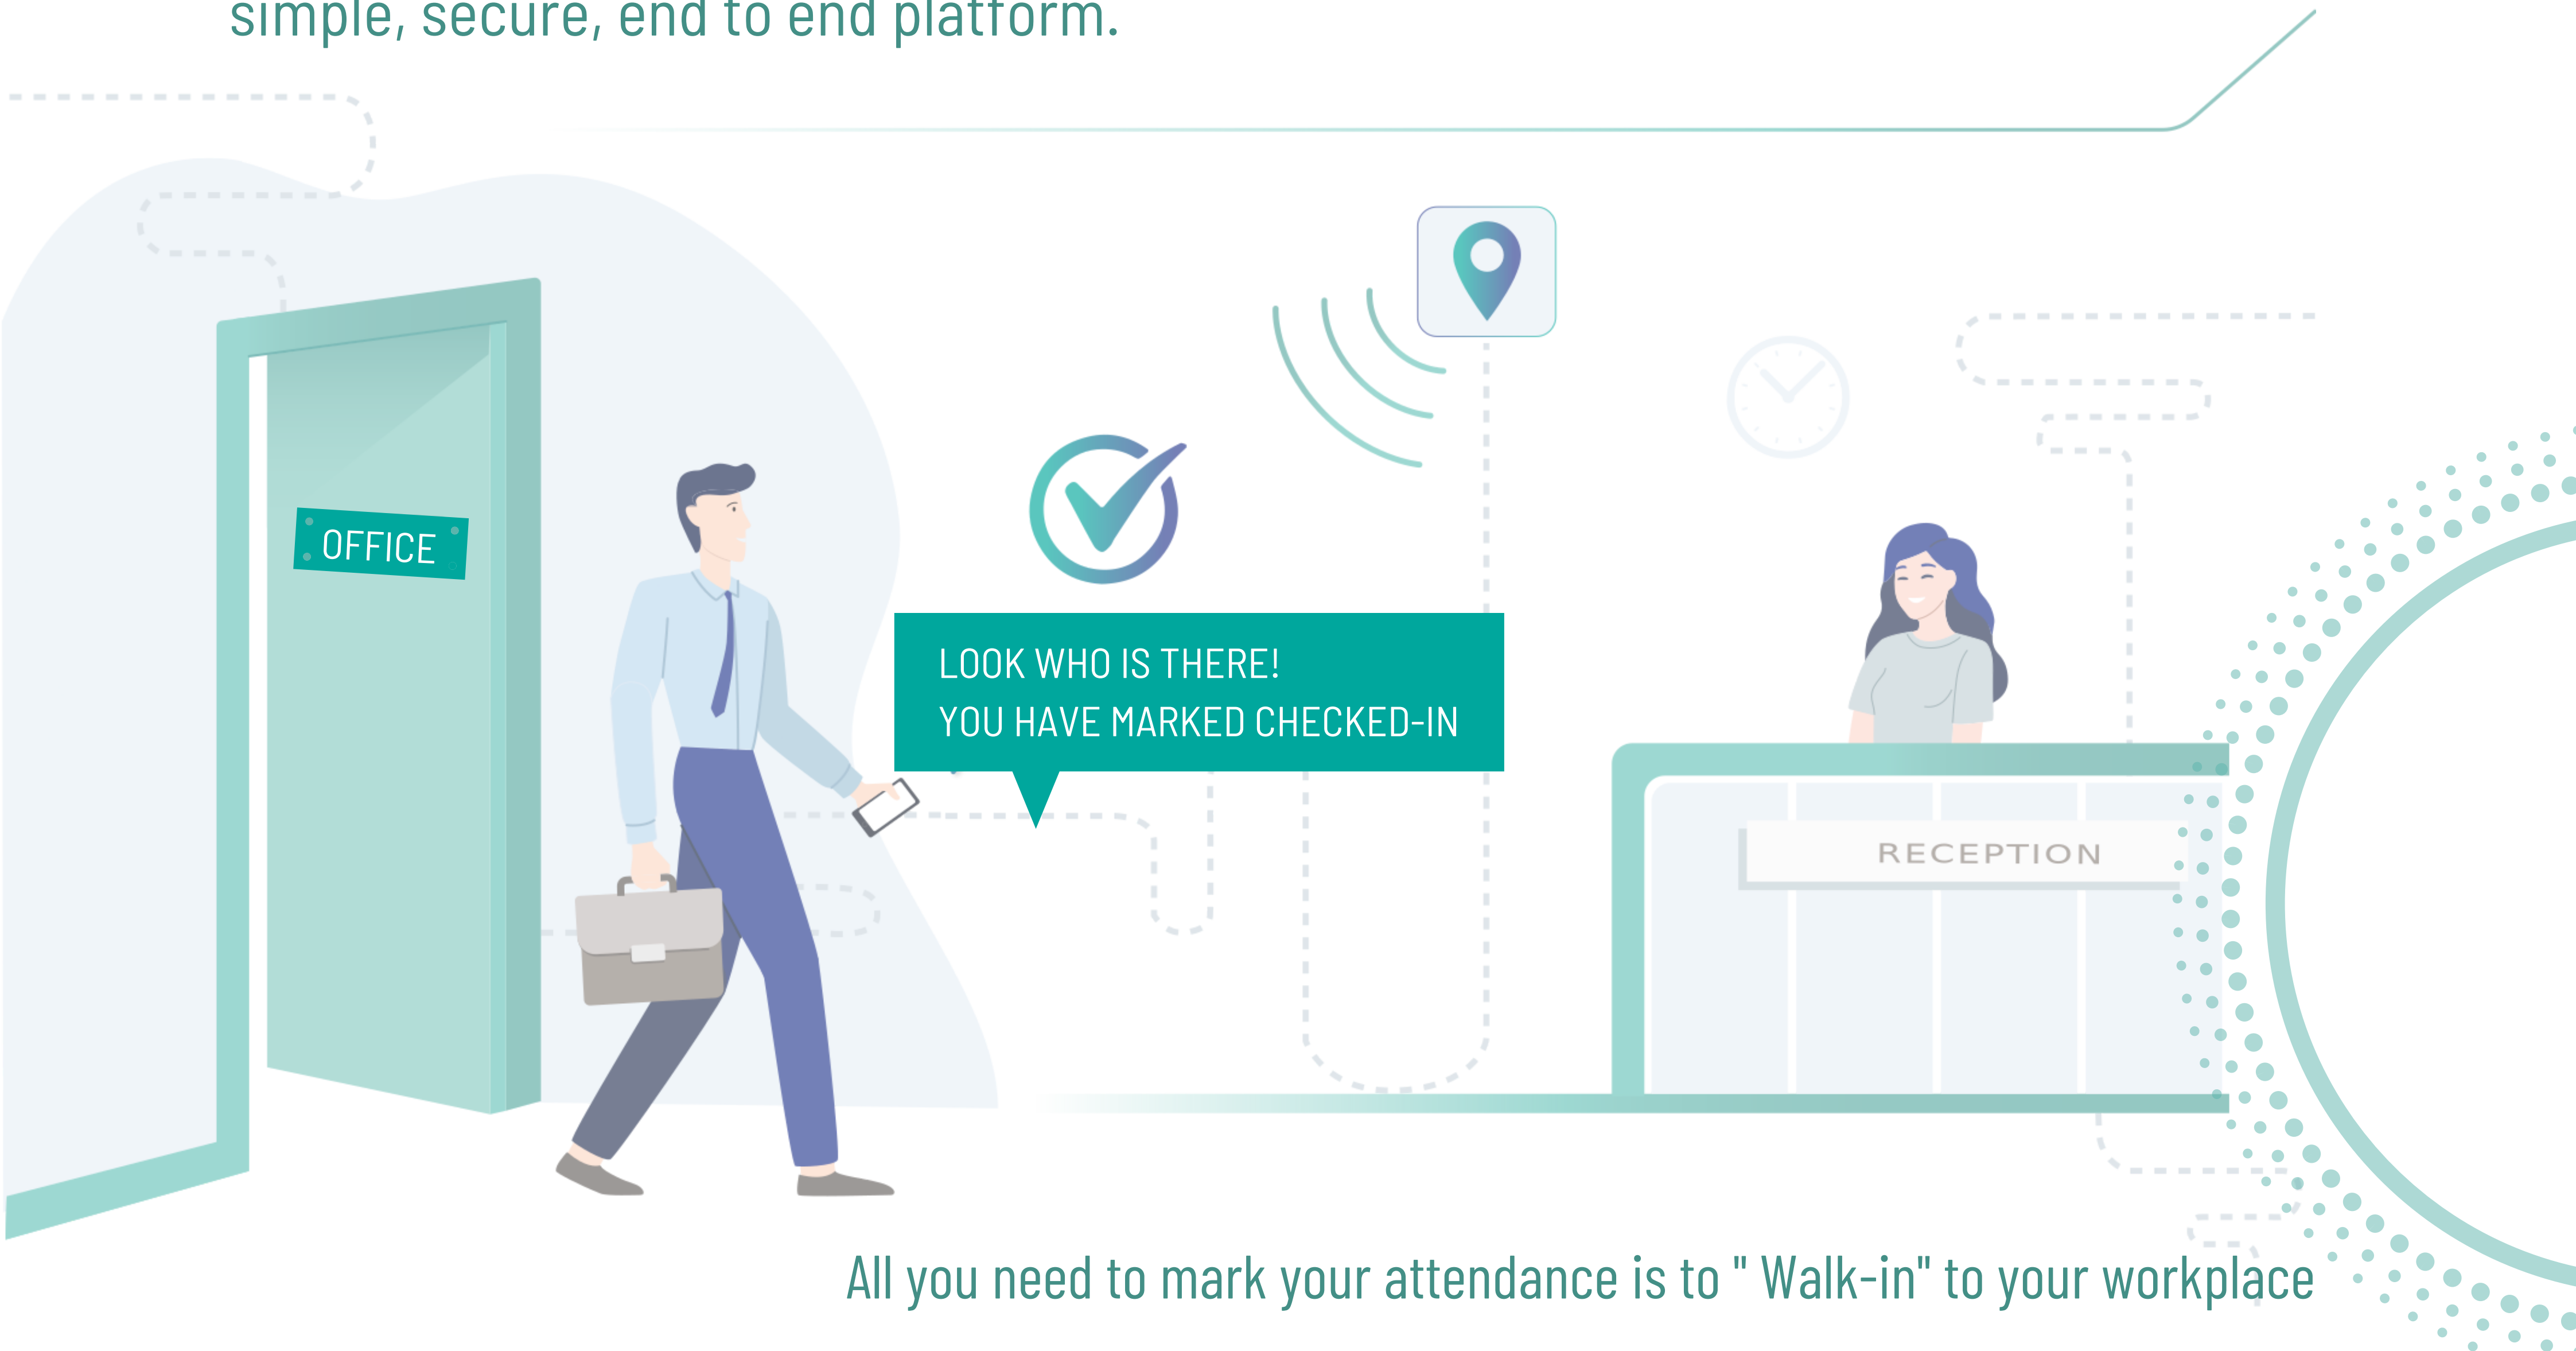 simple, secure, end to end platform.
OFFICE
LOOK WHO IS THERE!
YOU HAVE MARKED CHECKED-IN
RECEPTION
All you need to mark your attendance is to " Walk-in" to your workplace